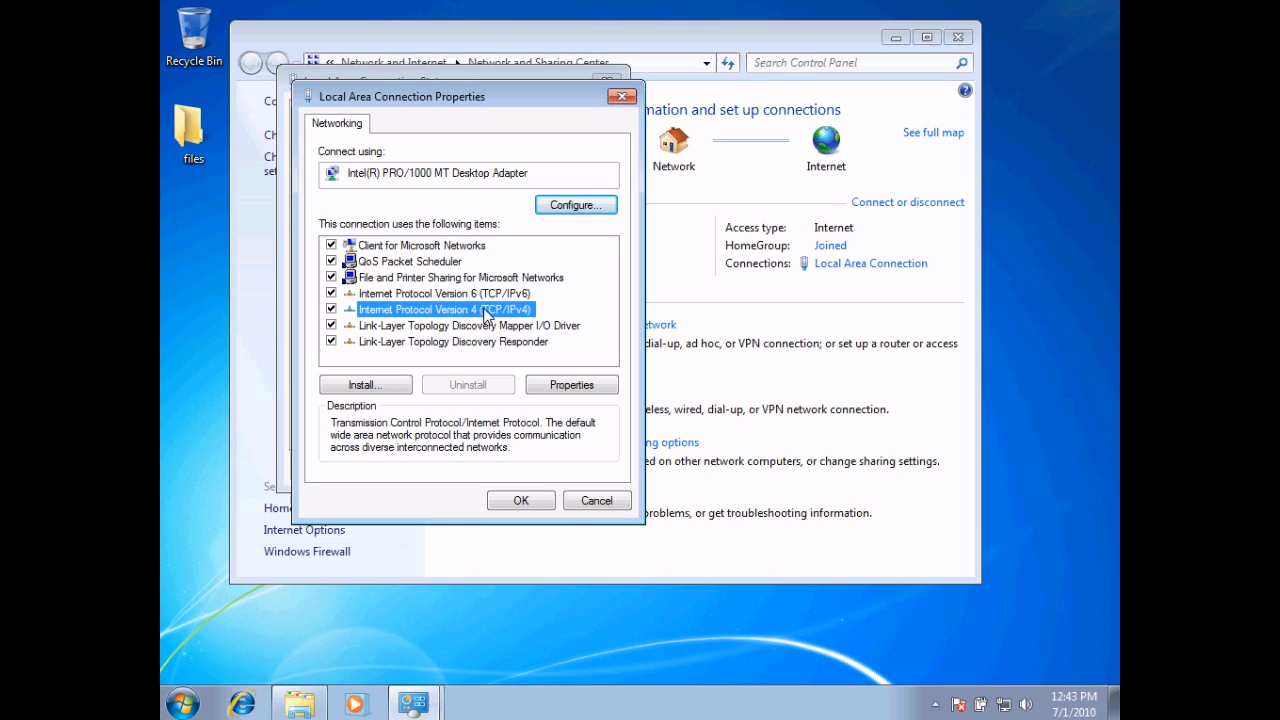 Recycle Bin
files
« Network and Internet ▸ Network and Sharing Center
Search Control Panel
Local Area Connection Properties
Networking
Connect using:
Intel(R) PRO/1000 MT Desktop Adapter
Configure...
This connection uses the following items:
Client for Microsoft Networks
QoS Packet Scheduler
File and Printer Sharing for Microsoft Networks
Internet Protocol Version 6 (TCP/IPv6)
Internet Protocol Version 4 (TCP/IPv4)
Link-Layer Topology Discovery Mapper I/O Driver
Link-Layer Topology Discovery Responder
Install...
Uninstall
Properties
Description
Transmission Control Protocol/Internet Protocol. The default
wide area network protocol that provides communication
across diverse interconnected networks.
OK
Cancel
Co
Ch
Ch
set
Se
Hom
Internet Options
Windows Firewall
mation and set up connections
See full map
Network
Internet
Connect or disconnect
Access type: Internet
HomeGroup: Joined
Connections: Local Area Connection
etwork
dial-up, ad hoc, or VPN connection; or set up a router or access
eless, wired, dial-up, or VPN network connection.
ng options
ed on other network computers, or change sharing settings.
problems, or get troubleshooting information.
12:43 PM
7/1/2010